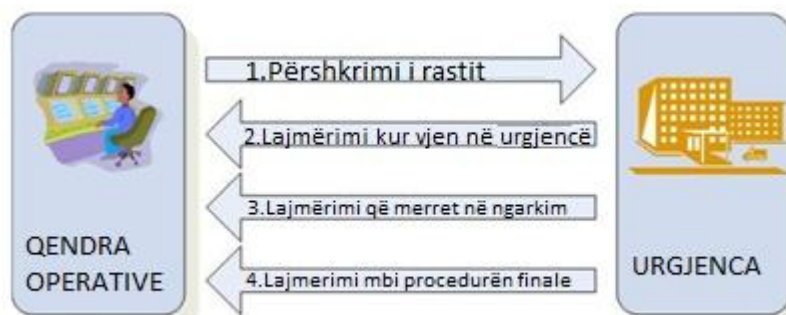 1.Përshkrimi i rastit
2.Lajmërimi kur vjen në urgjencë
3.Lajmërimi që merret në ngarkim
4.Lajmerimi mbi procedurën finale
QENDRA
OPERATIVE
URGJENCA